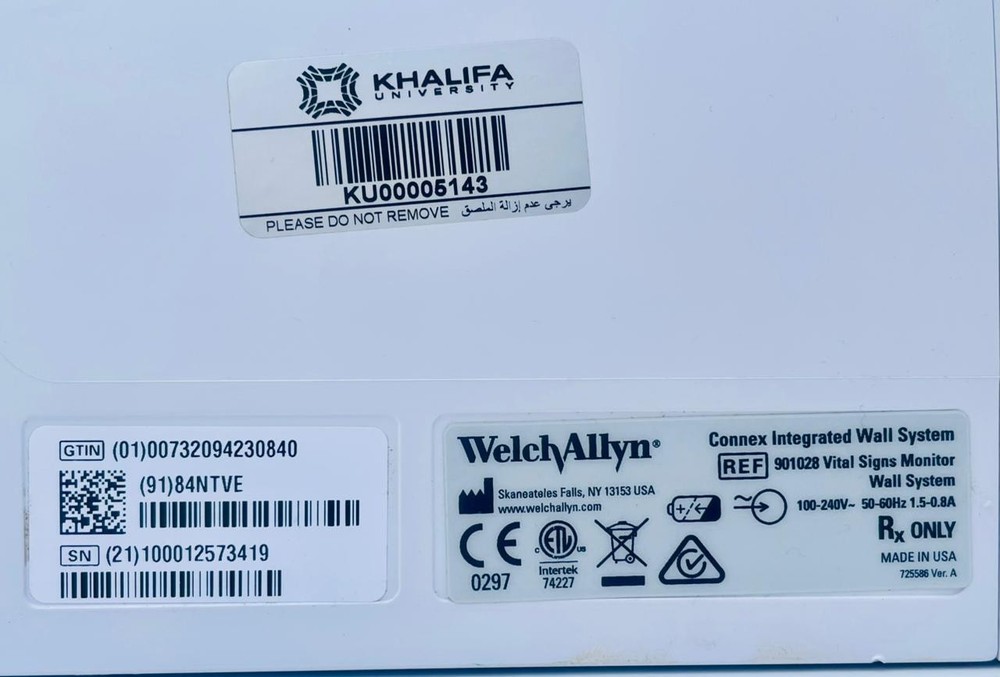 KHALIFA
UNIVERSITY
KU00005143
PLEASE DO NOT REMOVE يرجى عدم إزالة الملصق
GTIN (01)00732094230840
(91)84NTVE
SN (21)100012573419
WelchAllyn®
Skaneateles Falls, NY 13153 USA
www.welchallyn.com
CE
0297
c ETL us
Intertek
74227
Connex Integrated Wall System
REF 901028 Vital Signs Monitor
Wall System
100-240V~ 50-60Hz 1.5-0.8A
Rx ONLY
MADE IN USA
725586 Ver. A